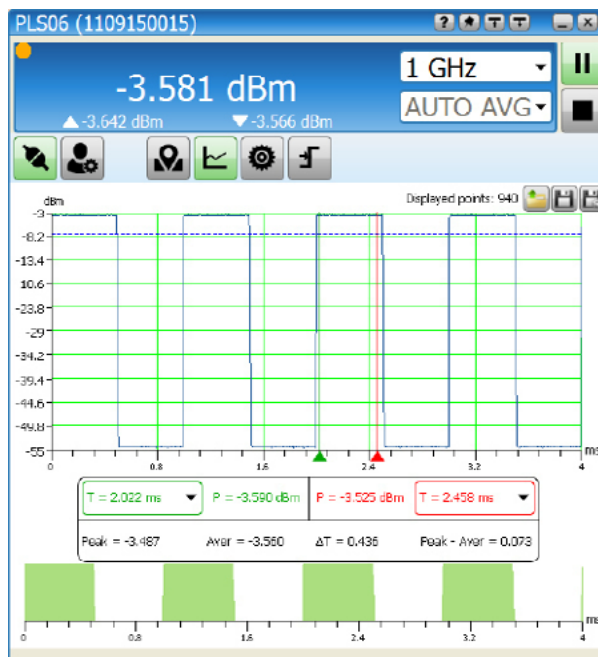 PLS06 (1109150015)
-3.581 dBm
1 GHz
-3.642 dBm
-3.566 dBm
AUTO AVG
dBm
Displayed points: 940
-3
-8.2
-13.4
10.6
-23.8
-29
-34.2
-39.4
-44.6
-49.8
-55
ms
0 0.8 1.6 2.4 3.2 4
T = 2.022 ms P = -3.590 dBm P = -3.525 dBm T = 2.458 ms
Peak = -3.487 Aver = -3.560 ΔT = 0.436 Peak - Aver = 0.073
ms
0 0.8 1.6 2.4 3.2 4